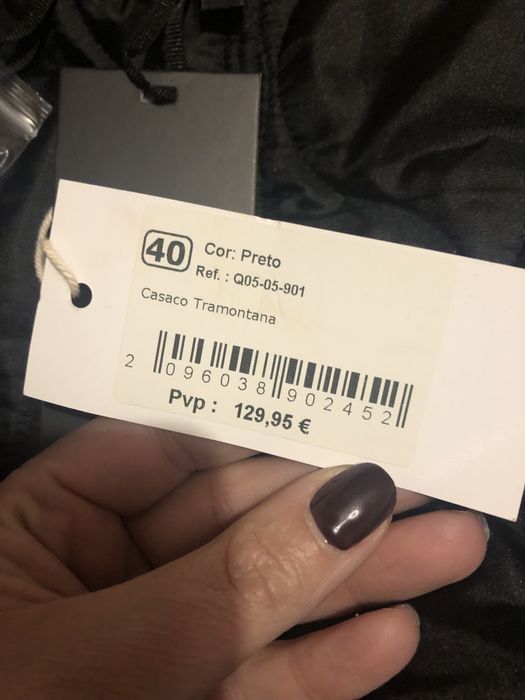 40
Cor: Preto
Ref. : Q05-05-901
Casaco Tramontana
2 096038 902452
Pvp : 129,95 €